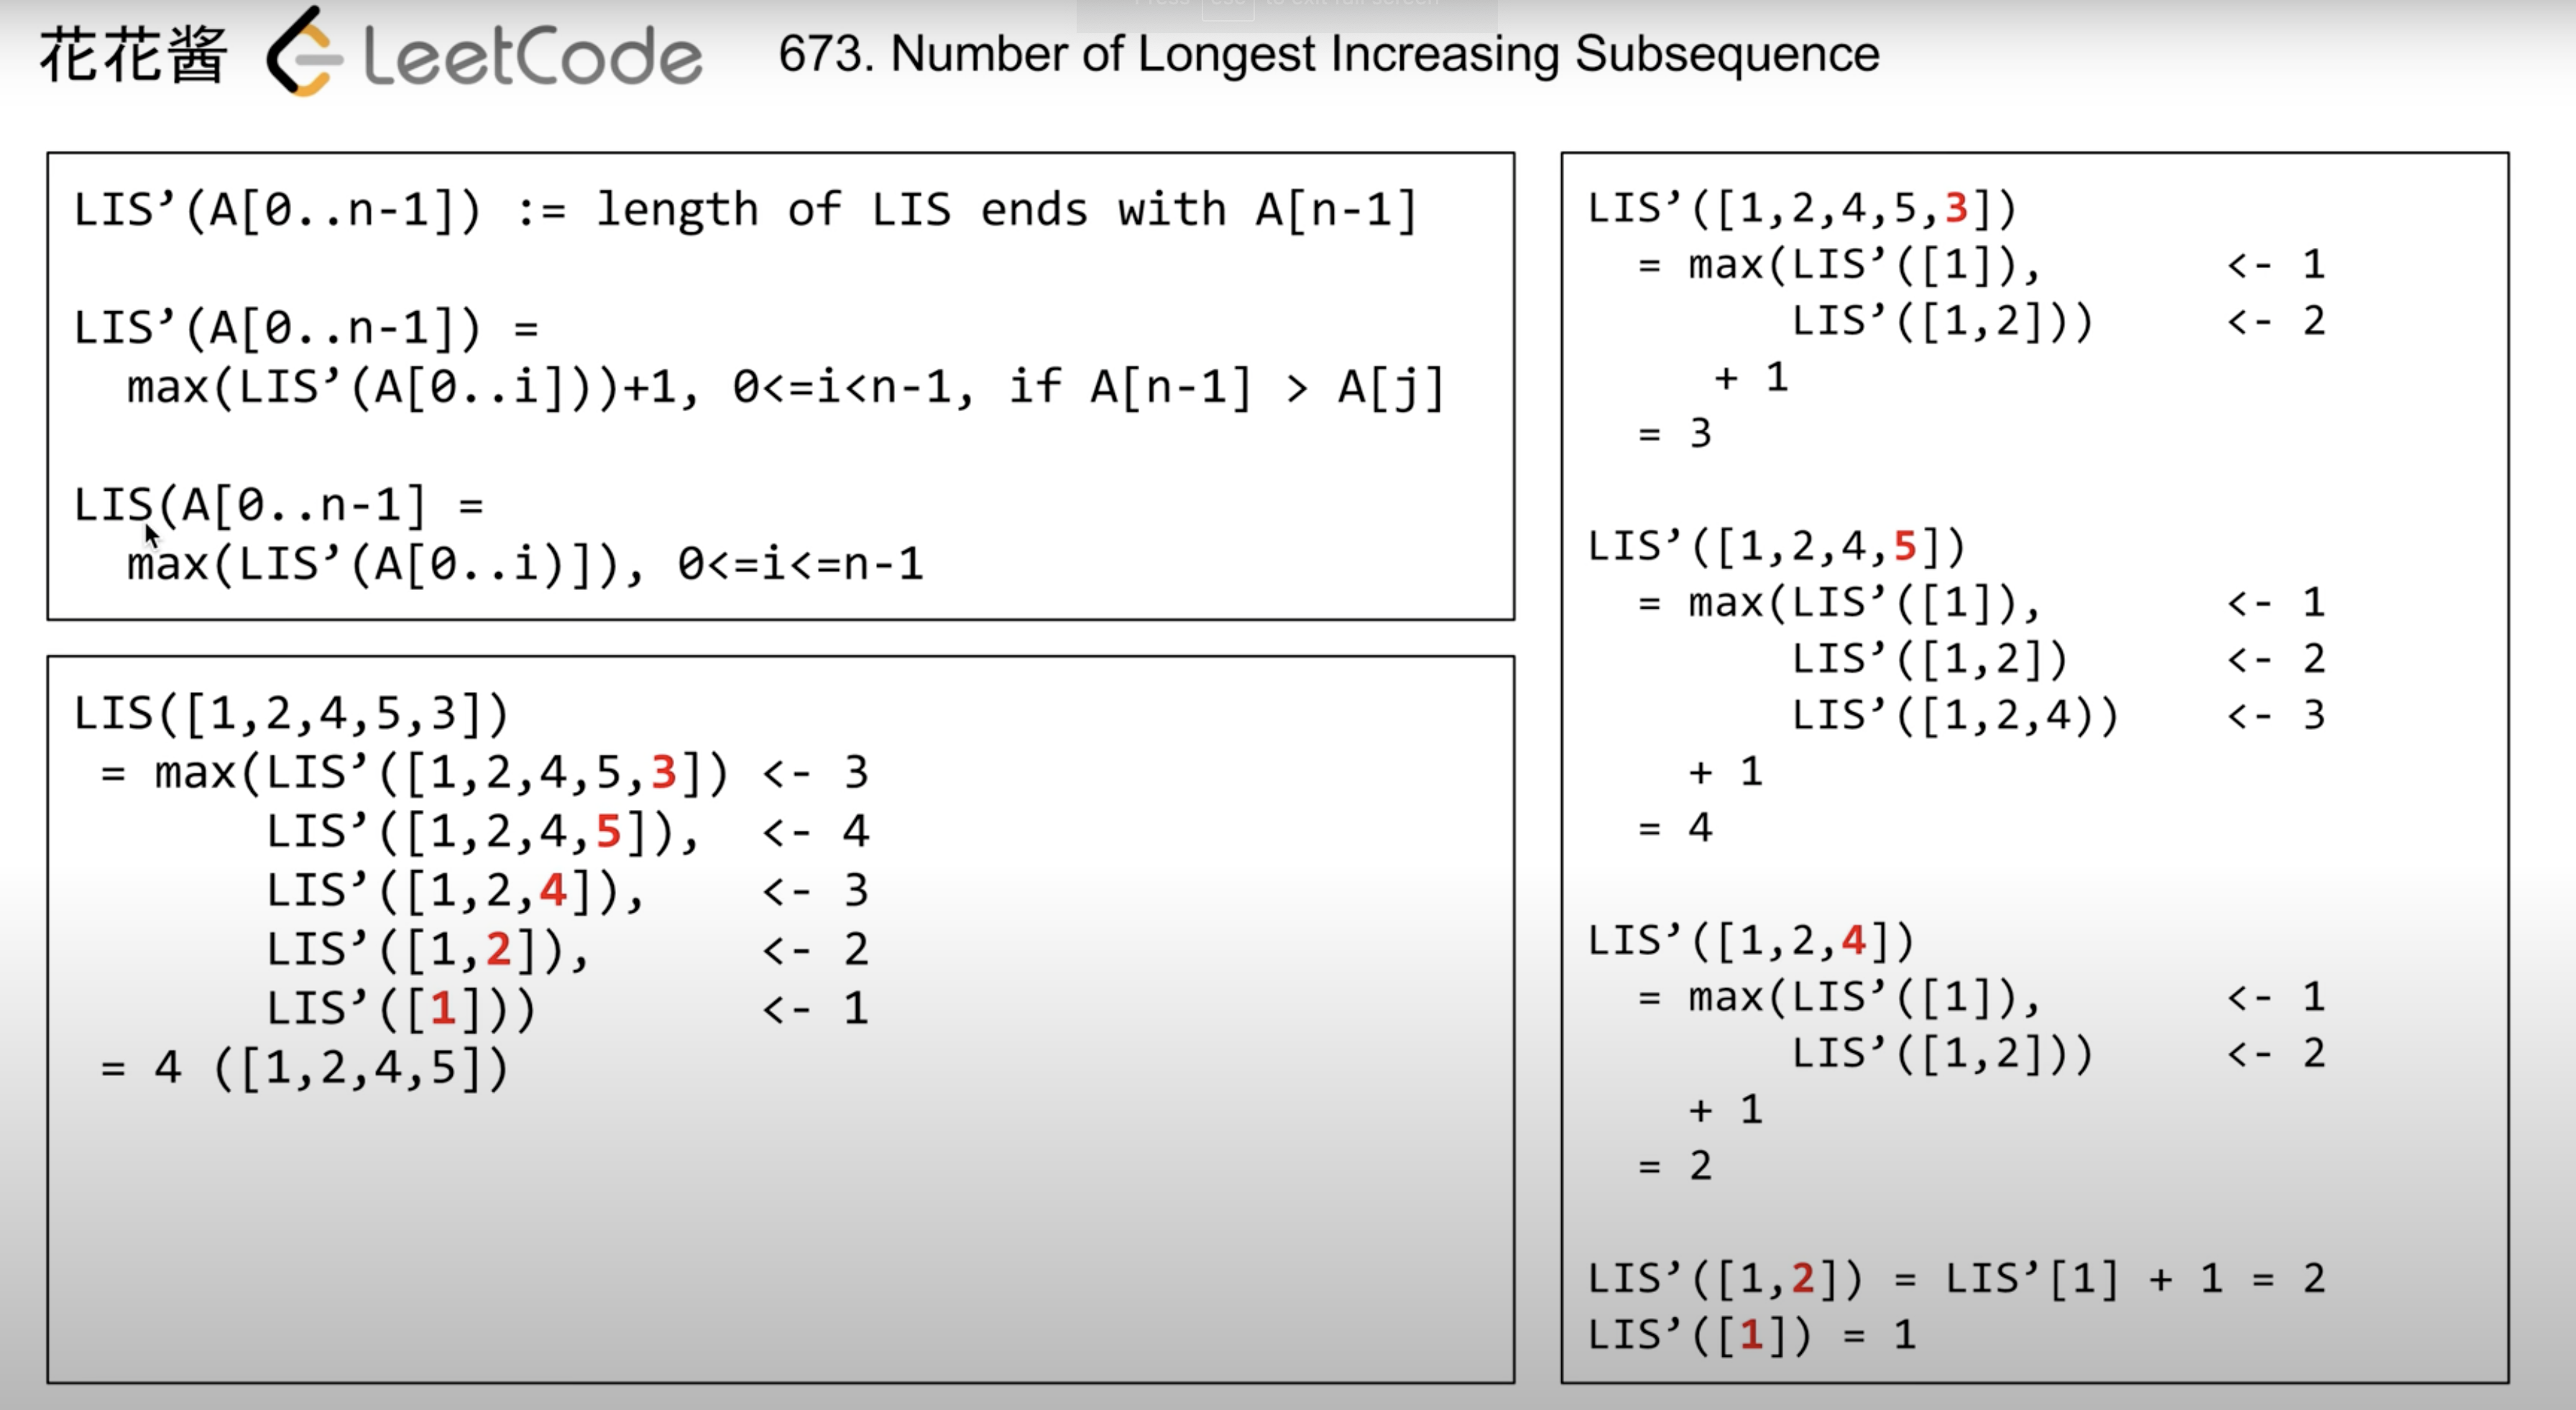 花花酱 LeetCode 673. Number of Longest Increasing Subsequence
LIS’(A[0..n-1]) := length of LIS ends with A[n-1]
LIS’(A[0..n-1]) =
max(LIS’(A[0..i]))+1, 0<=i<n-1, if A[n-1] > A[j]
LIS(A[0..n-1] =
max(LIS’(A[0..i)]), 0<=i<=n-1
LIS([1,2,4,5,3])
= max(LIS’([1,2,4,5,3]) <- 3
LIS’([1,2,4,5]), <- 4
LIS’([1,2,4]), <- 3
LIS’([1,2]), <- 2
LIS’([1])) <- 1
= 4 ([1,2,4,5])
LIS’([1,2,4,5,3])
= max(LIS’([1]), <- 1
LIS’([1,2])) <- 2
+ 1
= 3
LIS’([1,2,4,5])
= max(LIS’([1]), <- 1
LIS’([1,2]) <- 2
LIS’([1,2,4)) <- 3
+ 1
= 4
LIS’([1,2,4])
= max(LIS’([1]), <- 1
LIS’([1,2])) <- 2
+ 1
= 2
LIS’([1,2]) = LIS’[1] + 1 = 2
LIS’([1]) = 1